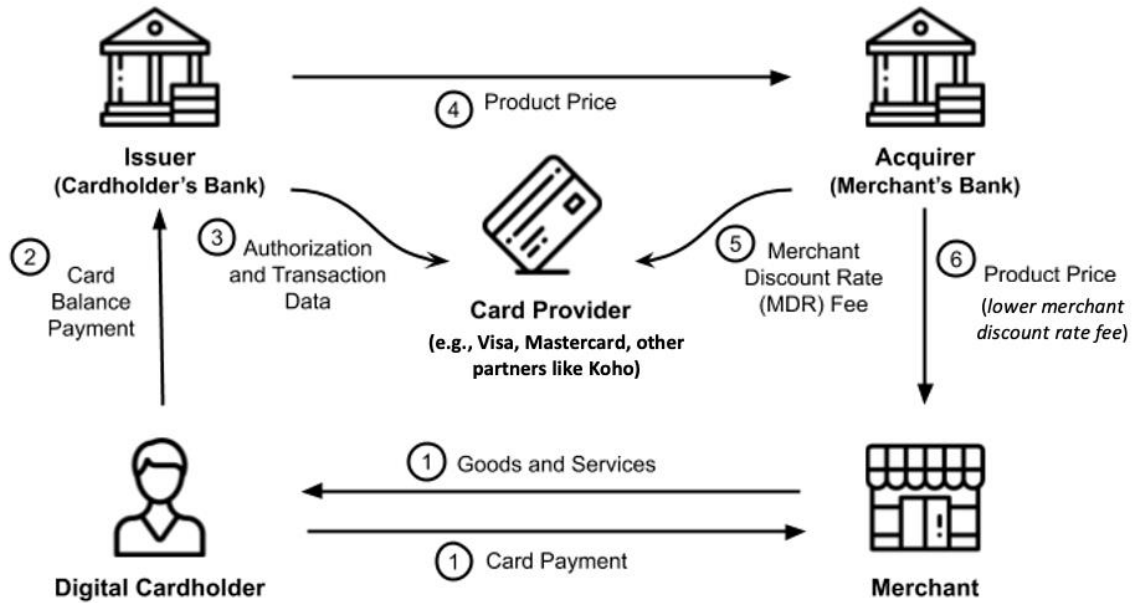 4 Product Price
Issuer
(Cardholder's Bank)
Acquirer
(Merchant's Bank)
2 Card
Balance
Payment
3 Authorization
and Transaction
Data
Card Provider
(e.g., Visa, Mastercard, other
partners like Koho)
5 Merchant
Discount Rate
(MDR) Fee
6 Product Price
(lower merchant
discount rate fee)
1 Goods and Services
1 Card Payment
Digital Cardholder
Merchant